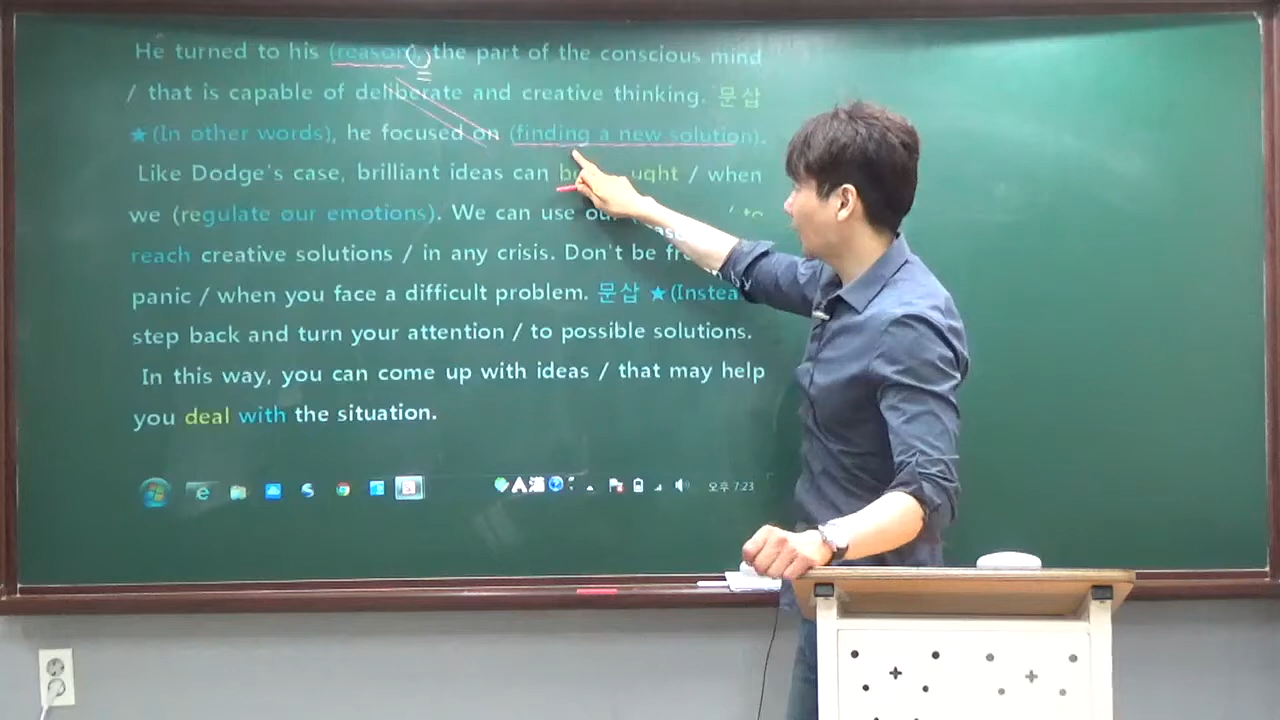 He turned to his (reason), the part of the conscious mind
/ that is capable of deliberate and creative thinking. 문삽
★(In other words), he focused on (finding a new solution).
Like Dodge's case, brilliant ideas can / when
we (regulate our emotions). We can use / to
reach creative solutions / in any crisis. Don't be
panic / when you face a difficult problem. 문삽 ★
step back and turn your attention / to possible solutions.
In this way, you can come up with ideas / that may help
you deal with the situation.
A 漢
오후 7:23